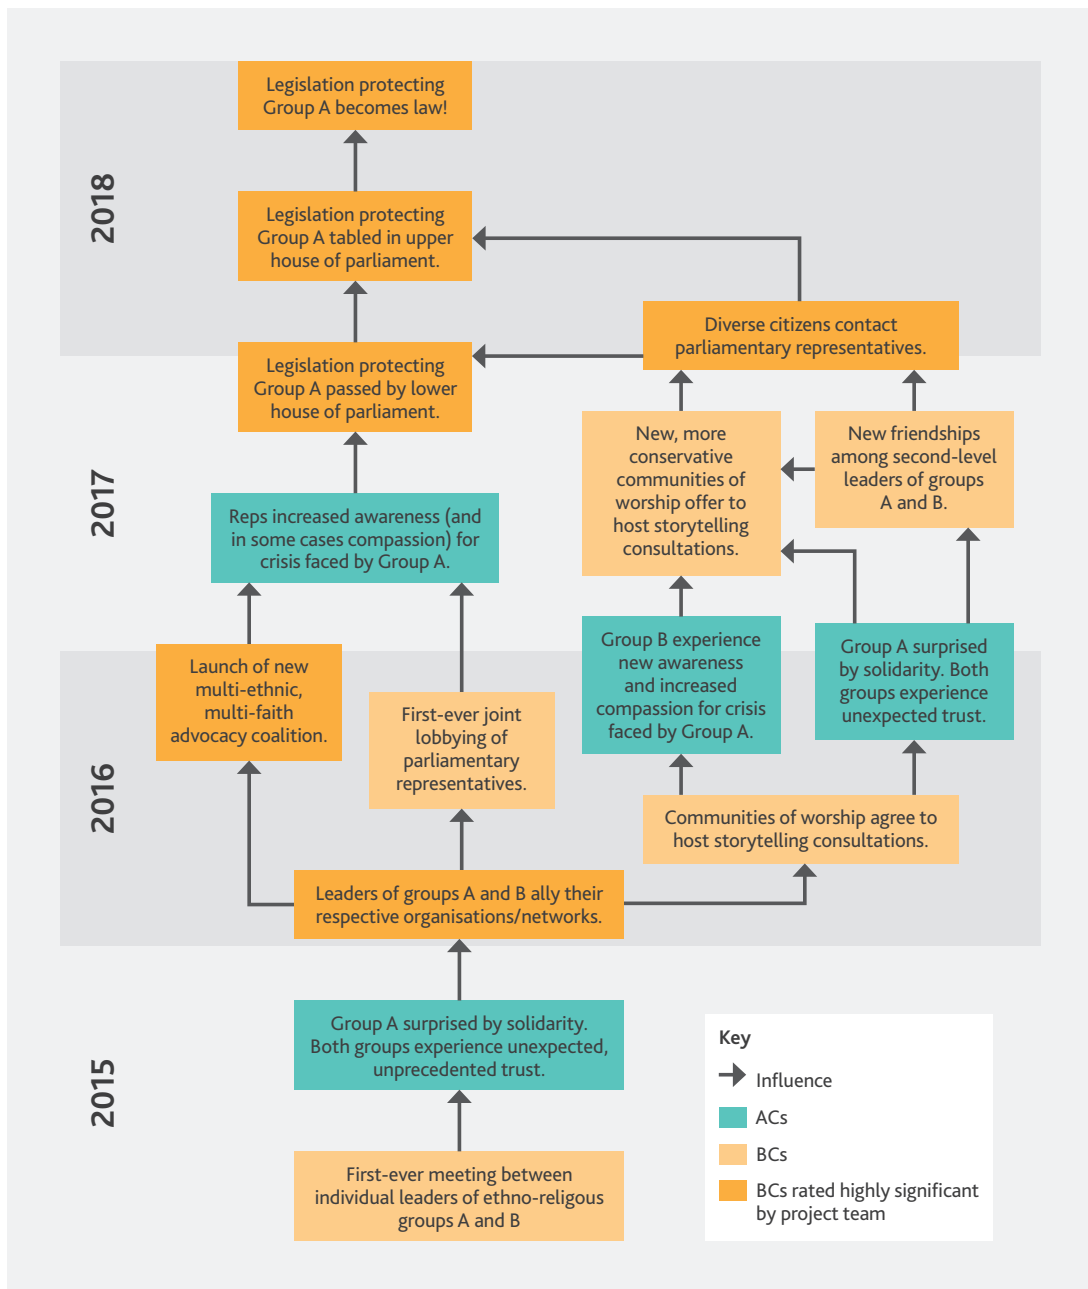 2018
Legislation protecting
Group A becomes law!
Legislation protecting
Group A tabled in upper
house of parliament.
Diverse citizens contact
parliamentary representatives.
Legislation protecting
Group A passed by lower
house of parliament.
2017
New, more
conservative
communities of
worship offer to
host storytelling
consultations.
New friendships
among second-level
leaders of groups
A and B.
Reps increased awareness (and
in some cases compassion) for
crisis faced by Group A.
Group B experience
new awareness
and increased
compassion for crisis
faced by Group A.
Group A surprised
by solidarity. Both
groups experience
unexpected trust.
2016
Launch of new
multi-ethnic,
multi-faith
advocacy coalition.
First-ever joint
lobbying of
parliamentary
representatives.
Communities of worship agree to
host storytelling consultations.
Leaders of groups A and B ally their
respective organisations/networks.
2015
Group A surprised by solidarity.
Both groups experience unexpected,
unprecedented trust.
First-ever meeting between
individual leaders of ethno-religous
groups A and B
Key
Influence
ACs
BCs
BCs rated highly significant
by project team